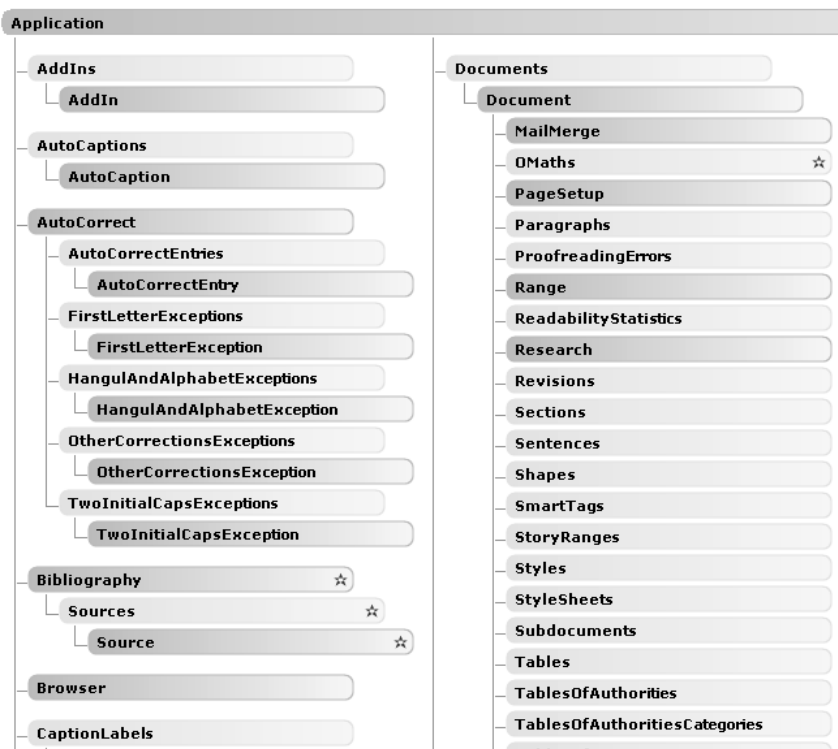 Application
AddIns
AddIn
AutoCaptions
AutoCaption
AutoCorrect
AutoCorrectEntries
AutoCorrectEntry
FirstLetterExceptions
FirstLetterException
HangulAndAlphabetExceptions
HangulAndAlphabetException
OtherCorrectionsExceptions
OtherCorrectionsException
TwoInitialCapsExceptions
TwoInitialCapsException
Bibliography
Sources
Source
Browser
CaptionLabels
Documents
Document
MailMerge
OMaths
PageSetup
Paragraphs
ProofreadingErrors
Range
ReadabilityStatistics
Research
Revisions
Sections
Sentences
Shapes
SmartTags
StoryRanges
Styles
StyleSheets
Subdocuments
Tables
TablesOfAuthorities
TablesOfAuthoritiesCategories